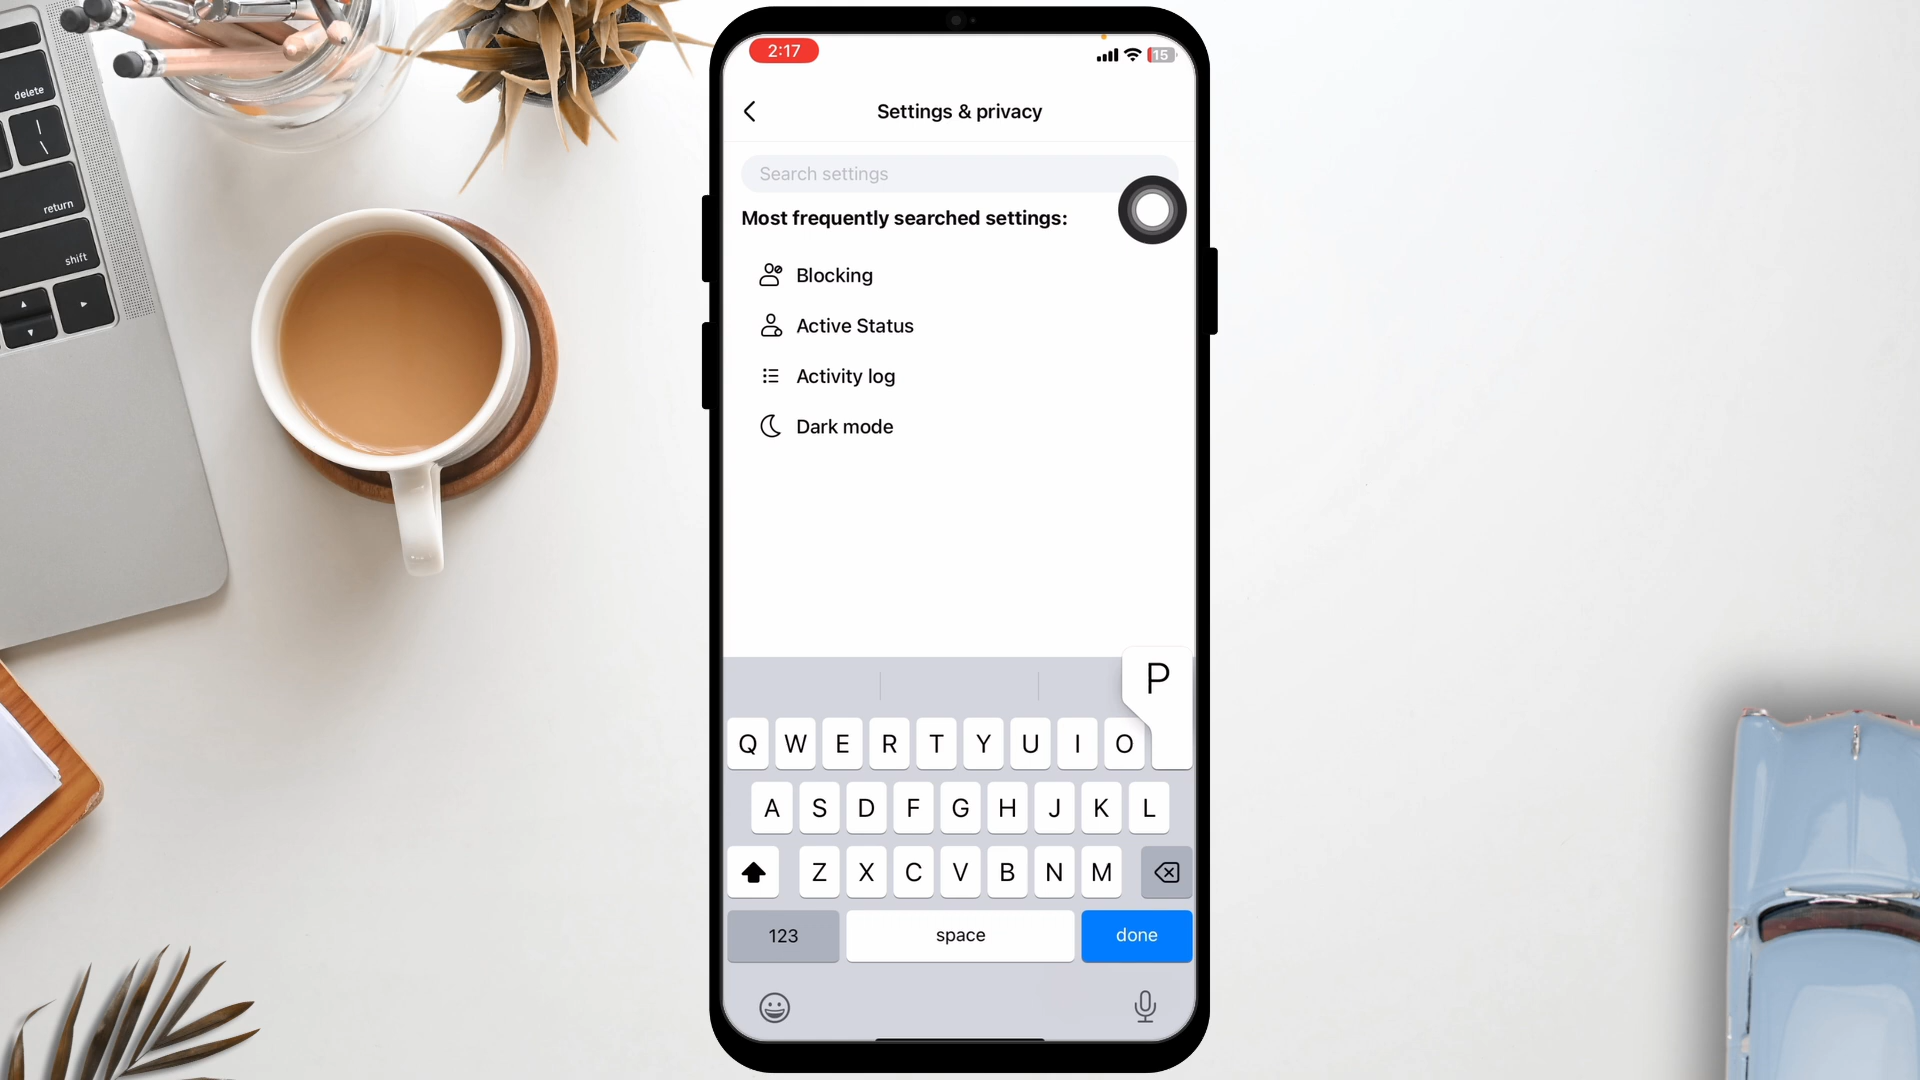 delete
return
shift
2:17
15
Settings & privacy
Search settings
Most frequently searched settings:
Blocking
Active Status
Activity log
Dark mode
P
Q W E R T Y U I O
A S D F G H J K L
Z X C V B N M
123 space done